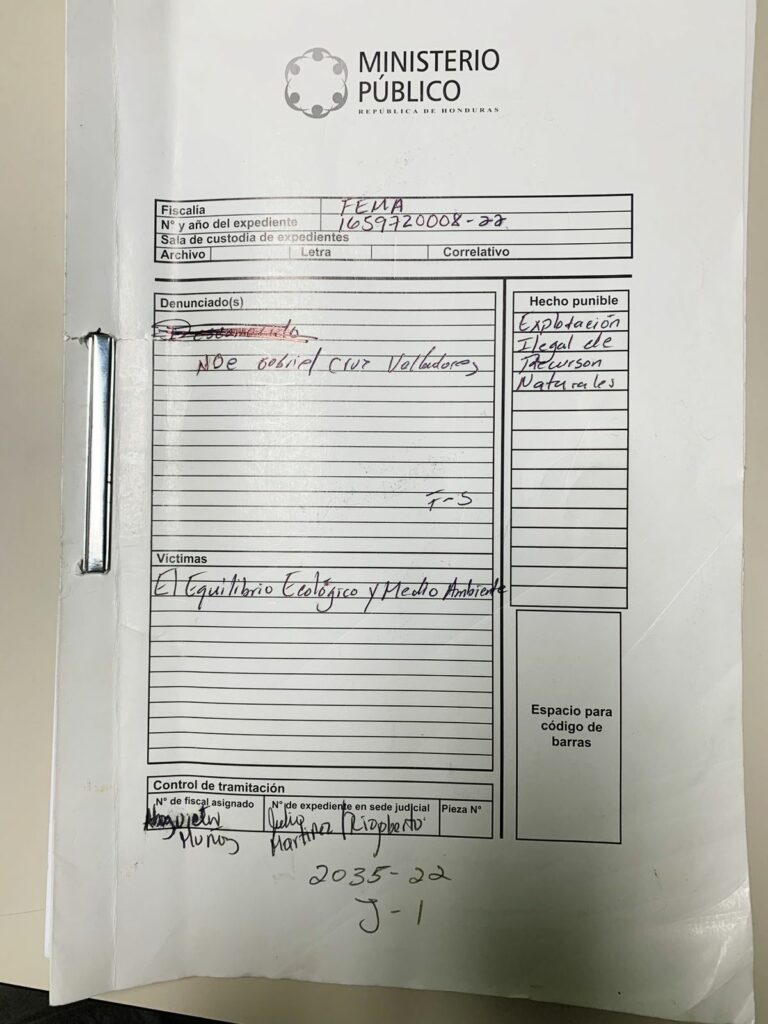 MINISTERIO
PÚBLICO
REPÚBLICA DE HONDURAS
Fiscalía FEMA
N° y año del expediente 1659720008-22
Sala de custodia de expedientes
Archivo Letra Correlativo
Denunciado(s)
Noe Gabriel Cruz Valladares
F-5
Hecho punible
Explotación
Ilegal de
Recurson
Naturales
Víctimas
El Equilibrio Ecológico y Medio Ambiente
Espacio para
código de
barras
Control de tramitación
N° de fiscal asignado N° de expediente en sede judicial Pieza N°
Julio Rigoberto
Muñoz Martinez
2035-22
J-1